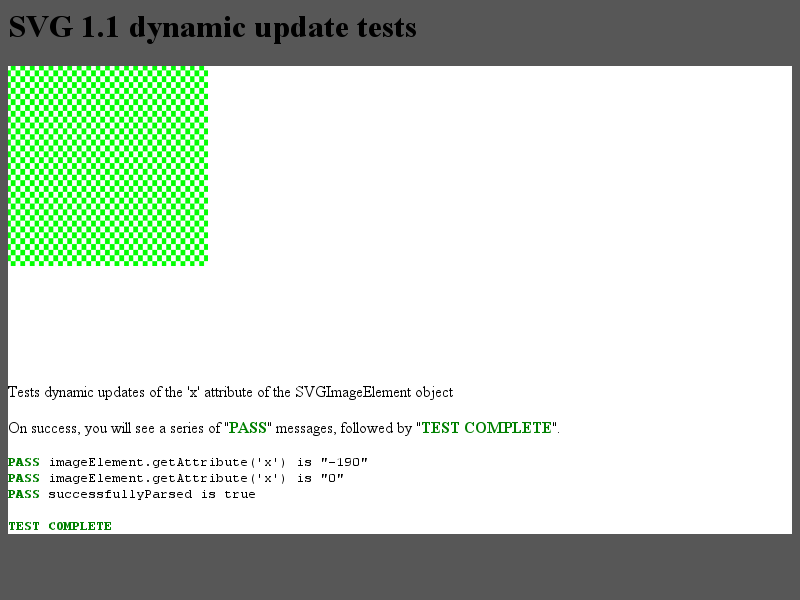 SVG 1.1 dynamic update tests
Tests dynamic updates of the 'x' attribute of the SVGImageElement object
On success, you will see a series of "PASS" messages, followed by "TEST COMPLETE".
PASS imageElement.getAttribute('x') is "-190"
PASS imageElement.getAttribute('x') is "0"
PASS successfullyParsed is true
TEST COMPLETE